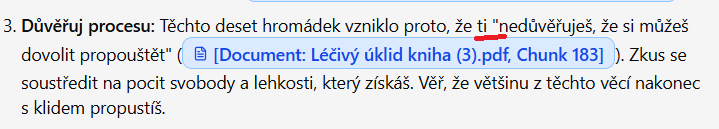 3. Důvěřuj procesu: Těchto deset hromádek vzniklo proto, že ti "nedůvěřuješ, že si můžeš
dovolit propouštět" ( [Document: Léčivý úklid kniha (3).pdf, Chunk 183] ). Zkus se
soustředit na pocit svobody a lehkosti, který získáš. Věř, že většinu z těchto věcí nakonec
s klidem propustíš.